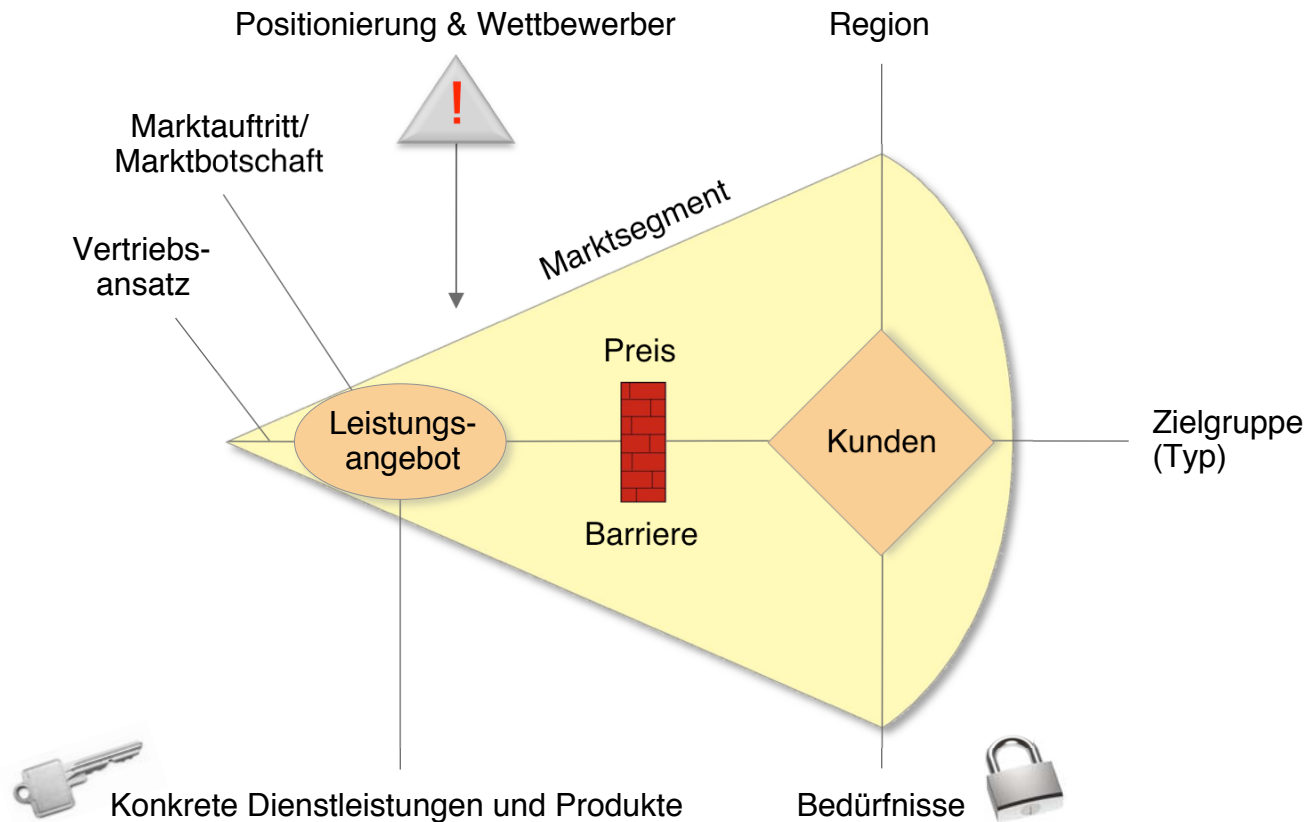 Positionierung & Wettbewerber
Region
!
Marktauftritt/
Marktbotschaft
Marktsegment
Vertriebs-
ansatz
Preis
Leistungs-
angebot
Kunden
Zielgruppe
(Typ)
Barriere
Konkrete Dienstleistungen und Produkte
Bedürfnisse